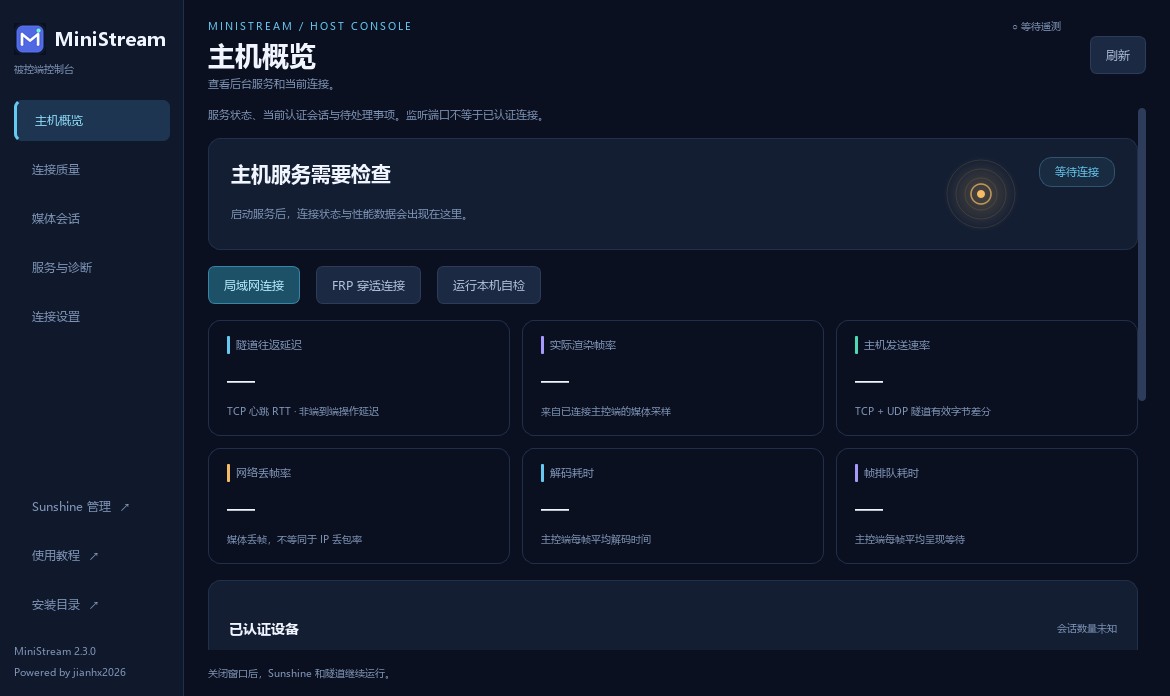 MiniStream
被控端控制台
主机概览
连接质量
媒体会话
服务与诊断
连接设置
Sunshine 管理 ↗
使用教程 ↗
安装目录 ↗
MiniStream 2.3.0
Powered by jianhx2026
MINISTREAM / HOST CONSOLE
○ 等待遥测
主机概览
刷新
查看后台服务和当前连接。
服务状态、当前认证会话与待处理事项。监听端口不等于已认证连接。
主机服务需要检查
等待连接
启动服务后，连接状态与性能数据会出现在这里。
局域网连接
FRP 穿透连接
运行本机自检
隧道往返延迟
—
TCP 心跳 RTT · 非端到端操作延迟
实际渲染帧率
—
来自已连接主控端的媒体采样
主机发送速率
—
TCP + UDP 隧道有效字节差分
网络丢帧率
—
媒体丢帧，不等同于 IP 丢包率
解码耗时
—
主控端每帧平均解码时间
帧排队耗时
—
主控端每帧平均呈现等待
已认证设备
会话数量未知
关闭窗口后，Sunshine 和隧道继续运行。